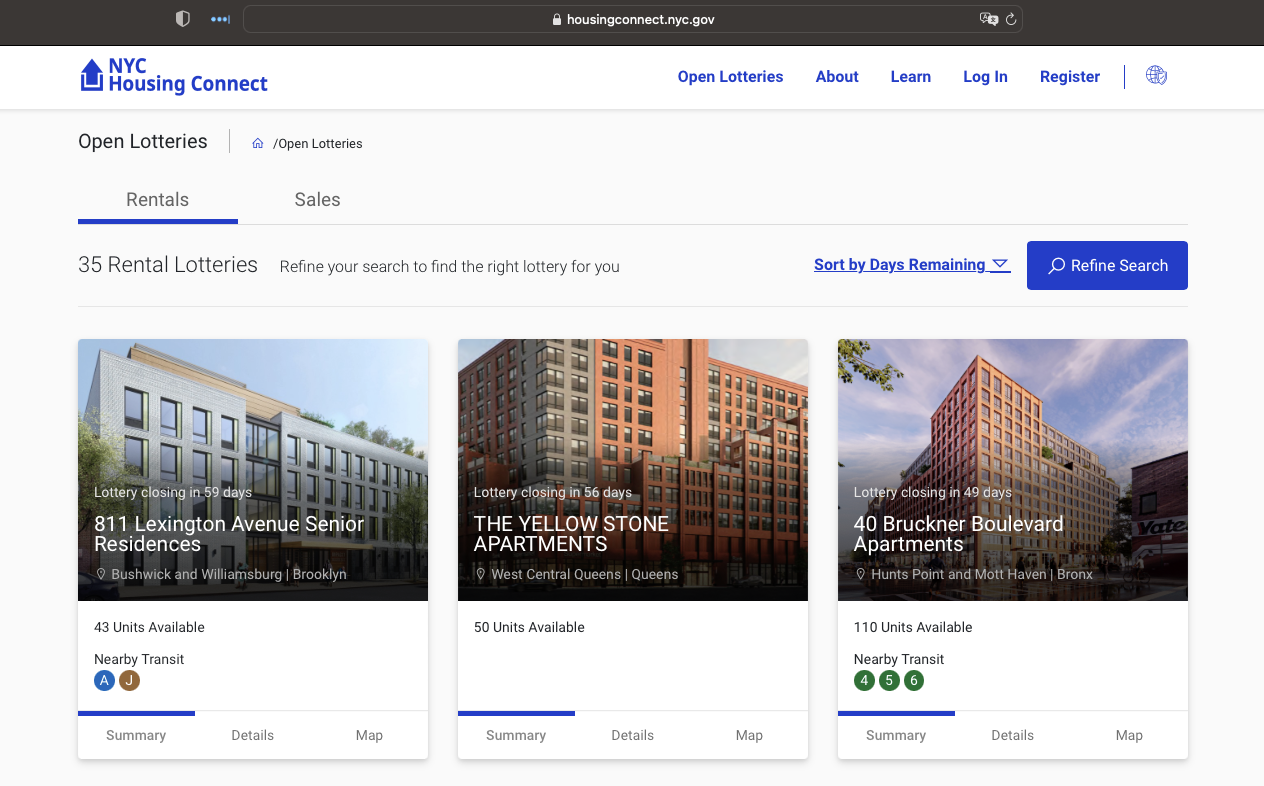 housingconnect.nyc.gov
NYC
Housing Connect
Open Lotteries
About
Learn
Log In
Register
Open Lotteries
/Open Lotteries
Rentals
Sales
35 Rental Lotteries
Refine your search to find the right lottery for you
Sort by Days Remaining
Refine Search
Lottery closing in 59 days
811 Lexington Avenue Senior
Residences
Bushwick and Williamsburg | Brooklyn
43 Units Available
Nearby Transit
A J
Summary
Details
Map
Lottery closing in 56 days
THE YELLOW STONE
APARTMENTS
West Central Queens | Queens
50 Units Available
Summary
Details
Map
Lottery closing in 49 days
40 Bruckner Boulevard
Apartments
Hunts Point and Mott Haven | Bronx
Vate
110 Units Available
Nearby Transit
4 5 6
Summary
Details
Map